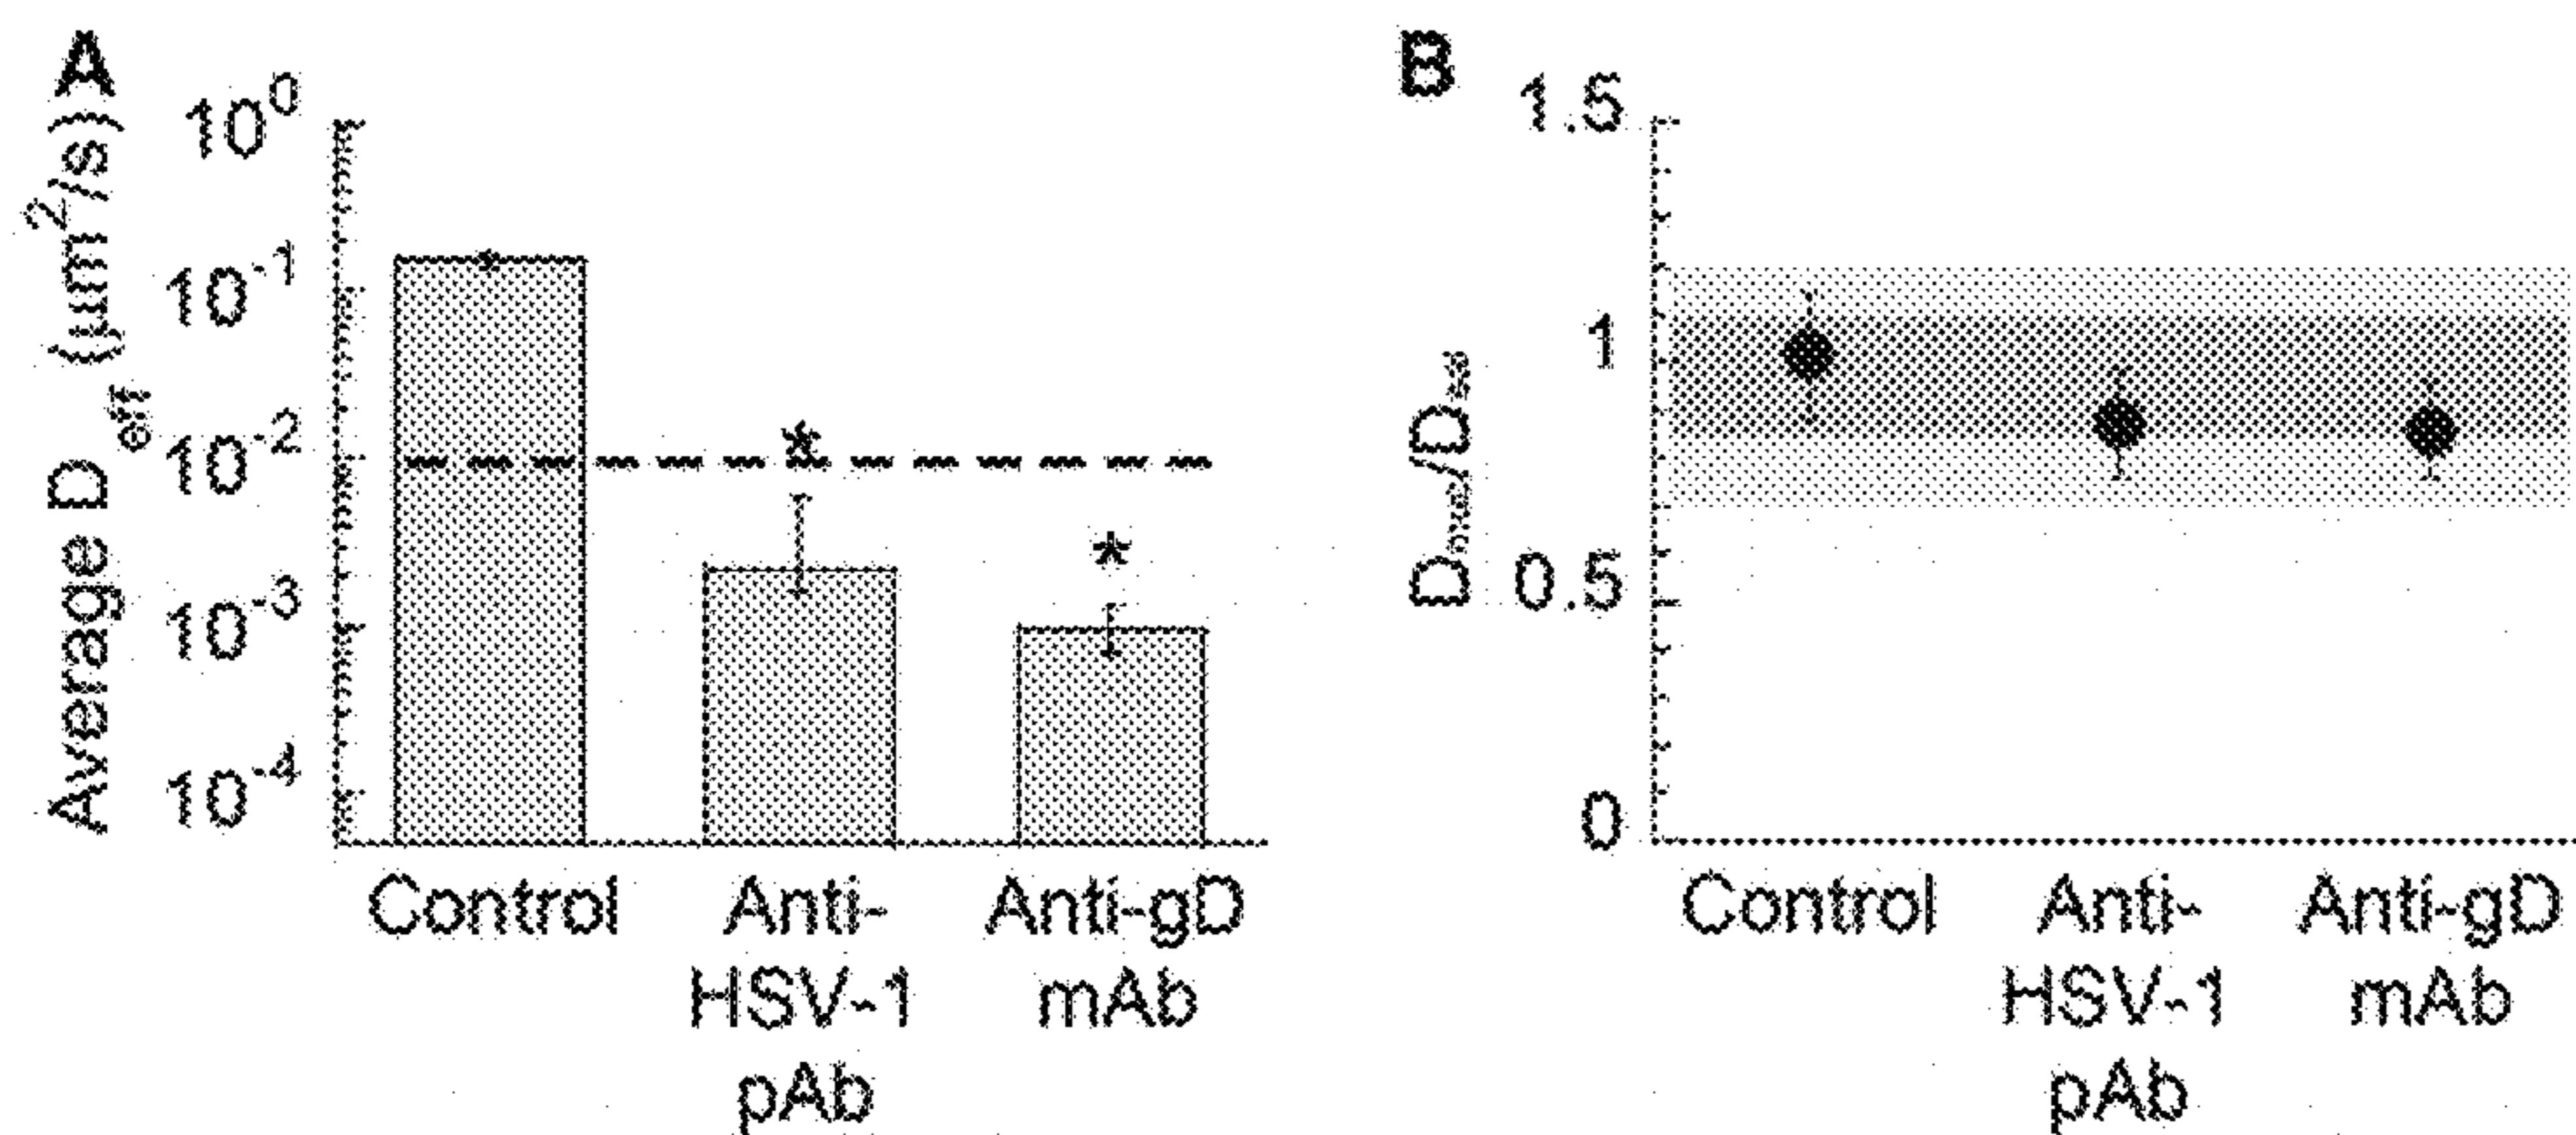 A
Average D eff (μm²/s)
10⁰
10⁻¹
10⁻²
10⁻³
10⁻⁴
*
*
Control
Anti-
HSV-1
pAb
Anti-gD
mAb
B
1.5
1
0.5
0
Control
Anti-
HSV-1
pAb
Anti-gD
mAb